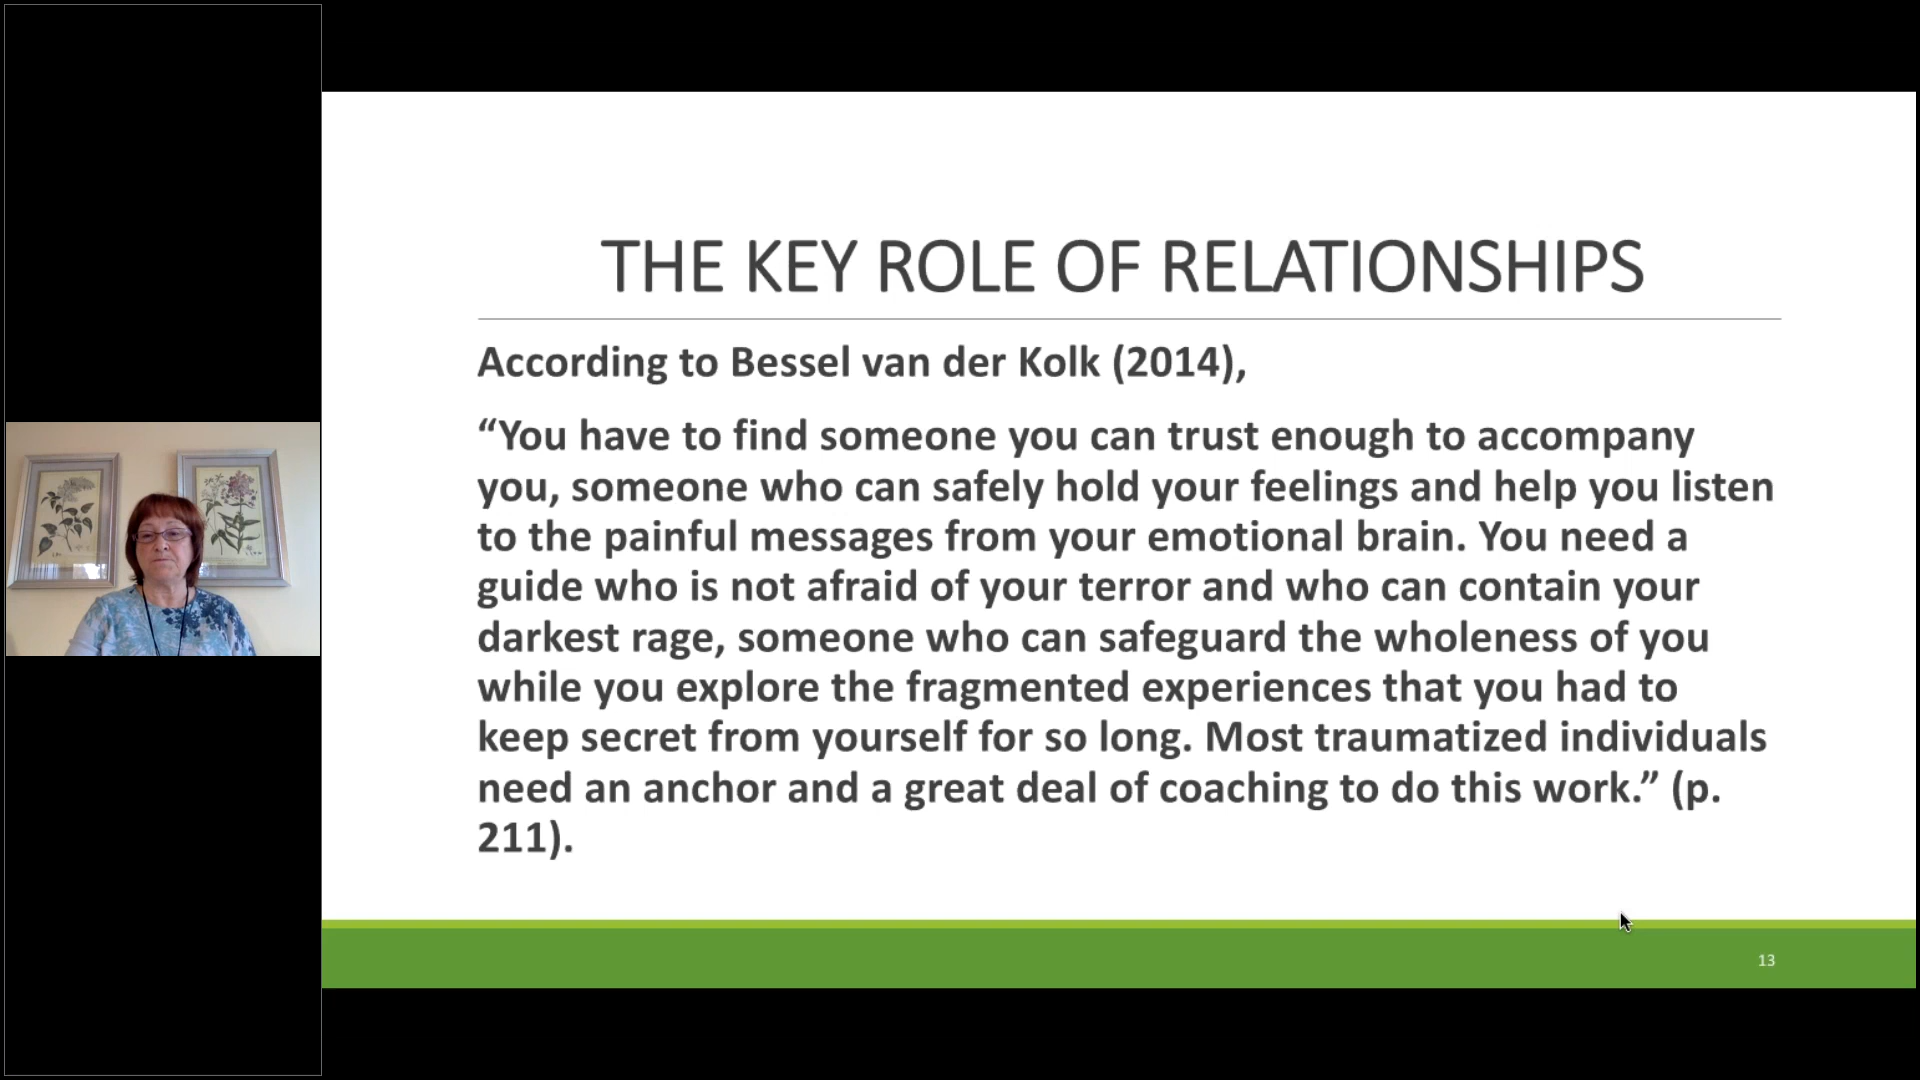 THE KEY ROLE OF RELATIONSHIPS
According to Bessel van der Kolk (2014),
“You have to find someone you can trust enough to accompany
you, someone who can safely hold your feelings and help you listen
to the painful messages from your emotional brain. You need a
guide who is not afraid of your terror and who can contain your
darkest rage, someone who can safeguard the wholeness of you
while you explore the fragmented experiences that you had to
keep secret from yourself for so long. Most traumatized individuals
need an anchor and a great deal of coaching to do this work.” (p.
211).
13